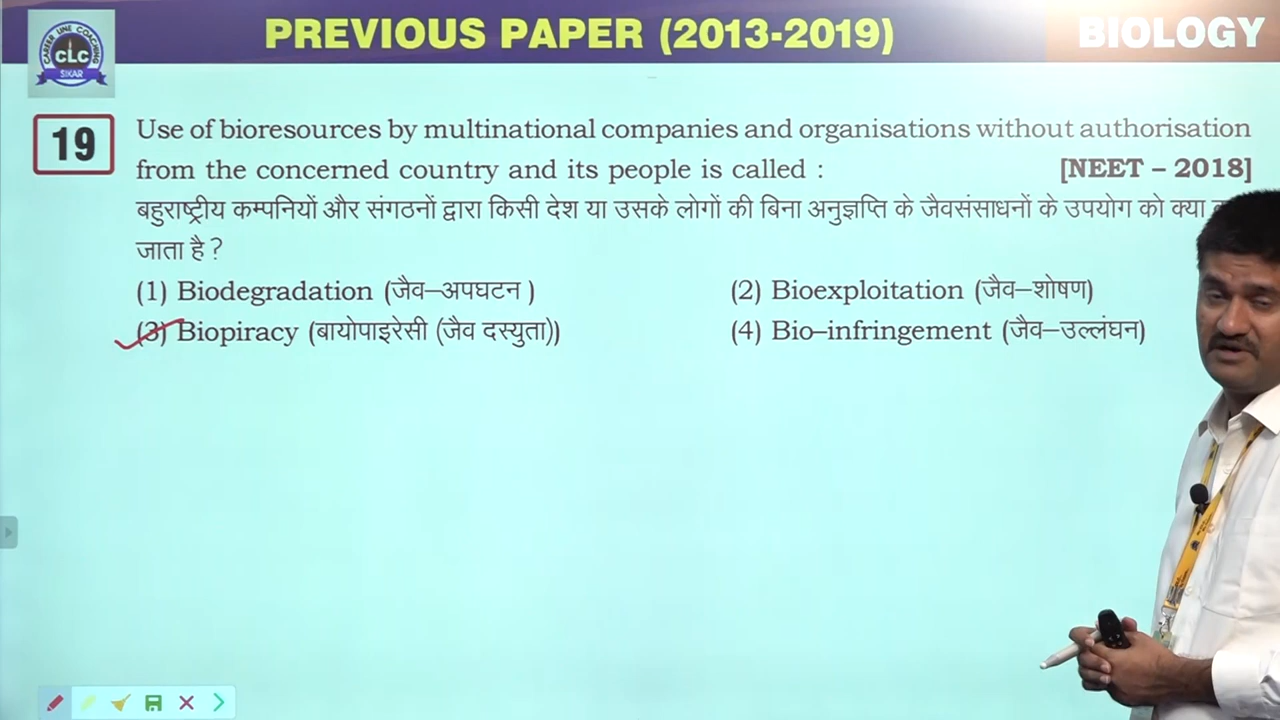 PREVIOUS PAPER (2013-2019)
BIOLOGY
CAREER LINE COACHING
CLC
SIKAR
19
Use of bioresources by multinational companies and organisations without authorisation
from the concerned country and its people is called :
[NEET – 2018]
बहुराष्ट्रीय कम्पनियों और संगठनों द्वारा किसी देश या उसके लोगों की बिना अनुज्ञप्ति के जैवसंसाधनों के उपयोग को क्या
जाता है ?
(1) Biodegradation (जैव–अपघटन )
(2) Bioexploitation (जैव–शोषण)
(3) Biopiracy (बायोपाइरेसी (जैव दस्युता))
(4) Bio–infringement (जैव–उल्लंघन)